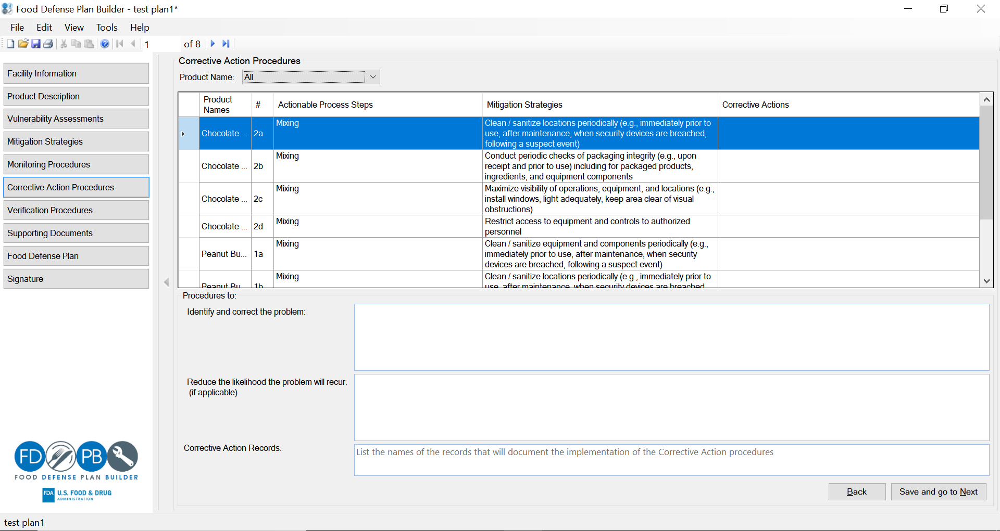 Food Defense Plan Builder - test plan1*
File Edit View Tools Help
1 of 8
Facility Information
Product Description
Vulnerability Assessments
Mitigation Strategies
Monitoring Procedures
Corrective Action Procedures
Verification Procedures
Supporting Documents
Food Defense Plan
Signature
FD PB
FOOD DEFENSE PLAN BUILDER
FDA U.S. FOOD & DRUG
ADMINISTRATION
Corrective Action Procedures
Product Name: All
Product
Names
# Actionable Process Steps Mitigation Strategies Corrective Actions
Chocolate ... 2a Mixing Clean / sanitize locations periodically (e.g., immediately prior to
use, after maintenance, when security devices are breached,
following a suspect event)
Chocolate ... 2b Mixing Conduct periodic checks of packaging integrity (e.g., upon
receipt and prior to use) including for packaged products,
ingredients, and equipment components
Chocolate ... 2c Mixing Maximize visibility of operations, equipment, and locations (e.g.,
install windows, light adequately, keep area clear of visual
obstructions)
Chocolate ... 2d Mixing Restrict access to equipment and controls to authorized
personnel
Peanut Bu... 1a Mixing Clean / sanitize equipment and components periodically (e.g.,
immediately prior to use, after maintenance, when security
devices are breached, following a suspect event)
Peanut Bu... 1b Mixing Clean / sanitize locations periodically (e.g., immediately prior to
use, after maintenance, when security devices are breached,
Procedures to:
Identify and correct the problem:
Reduce the likelihood the problem will recur:
(if applicable)
Corrective Action Records:
List the names of the records that will document the implementation of the Corrective Action procedures
Back Save and go to Next
test plan1